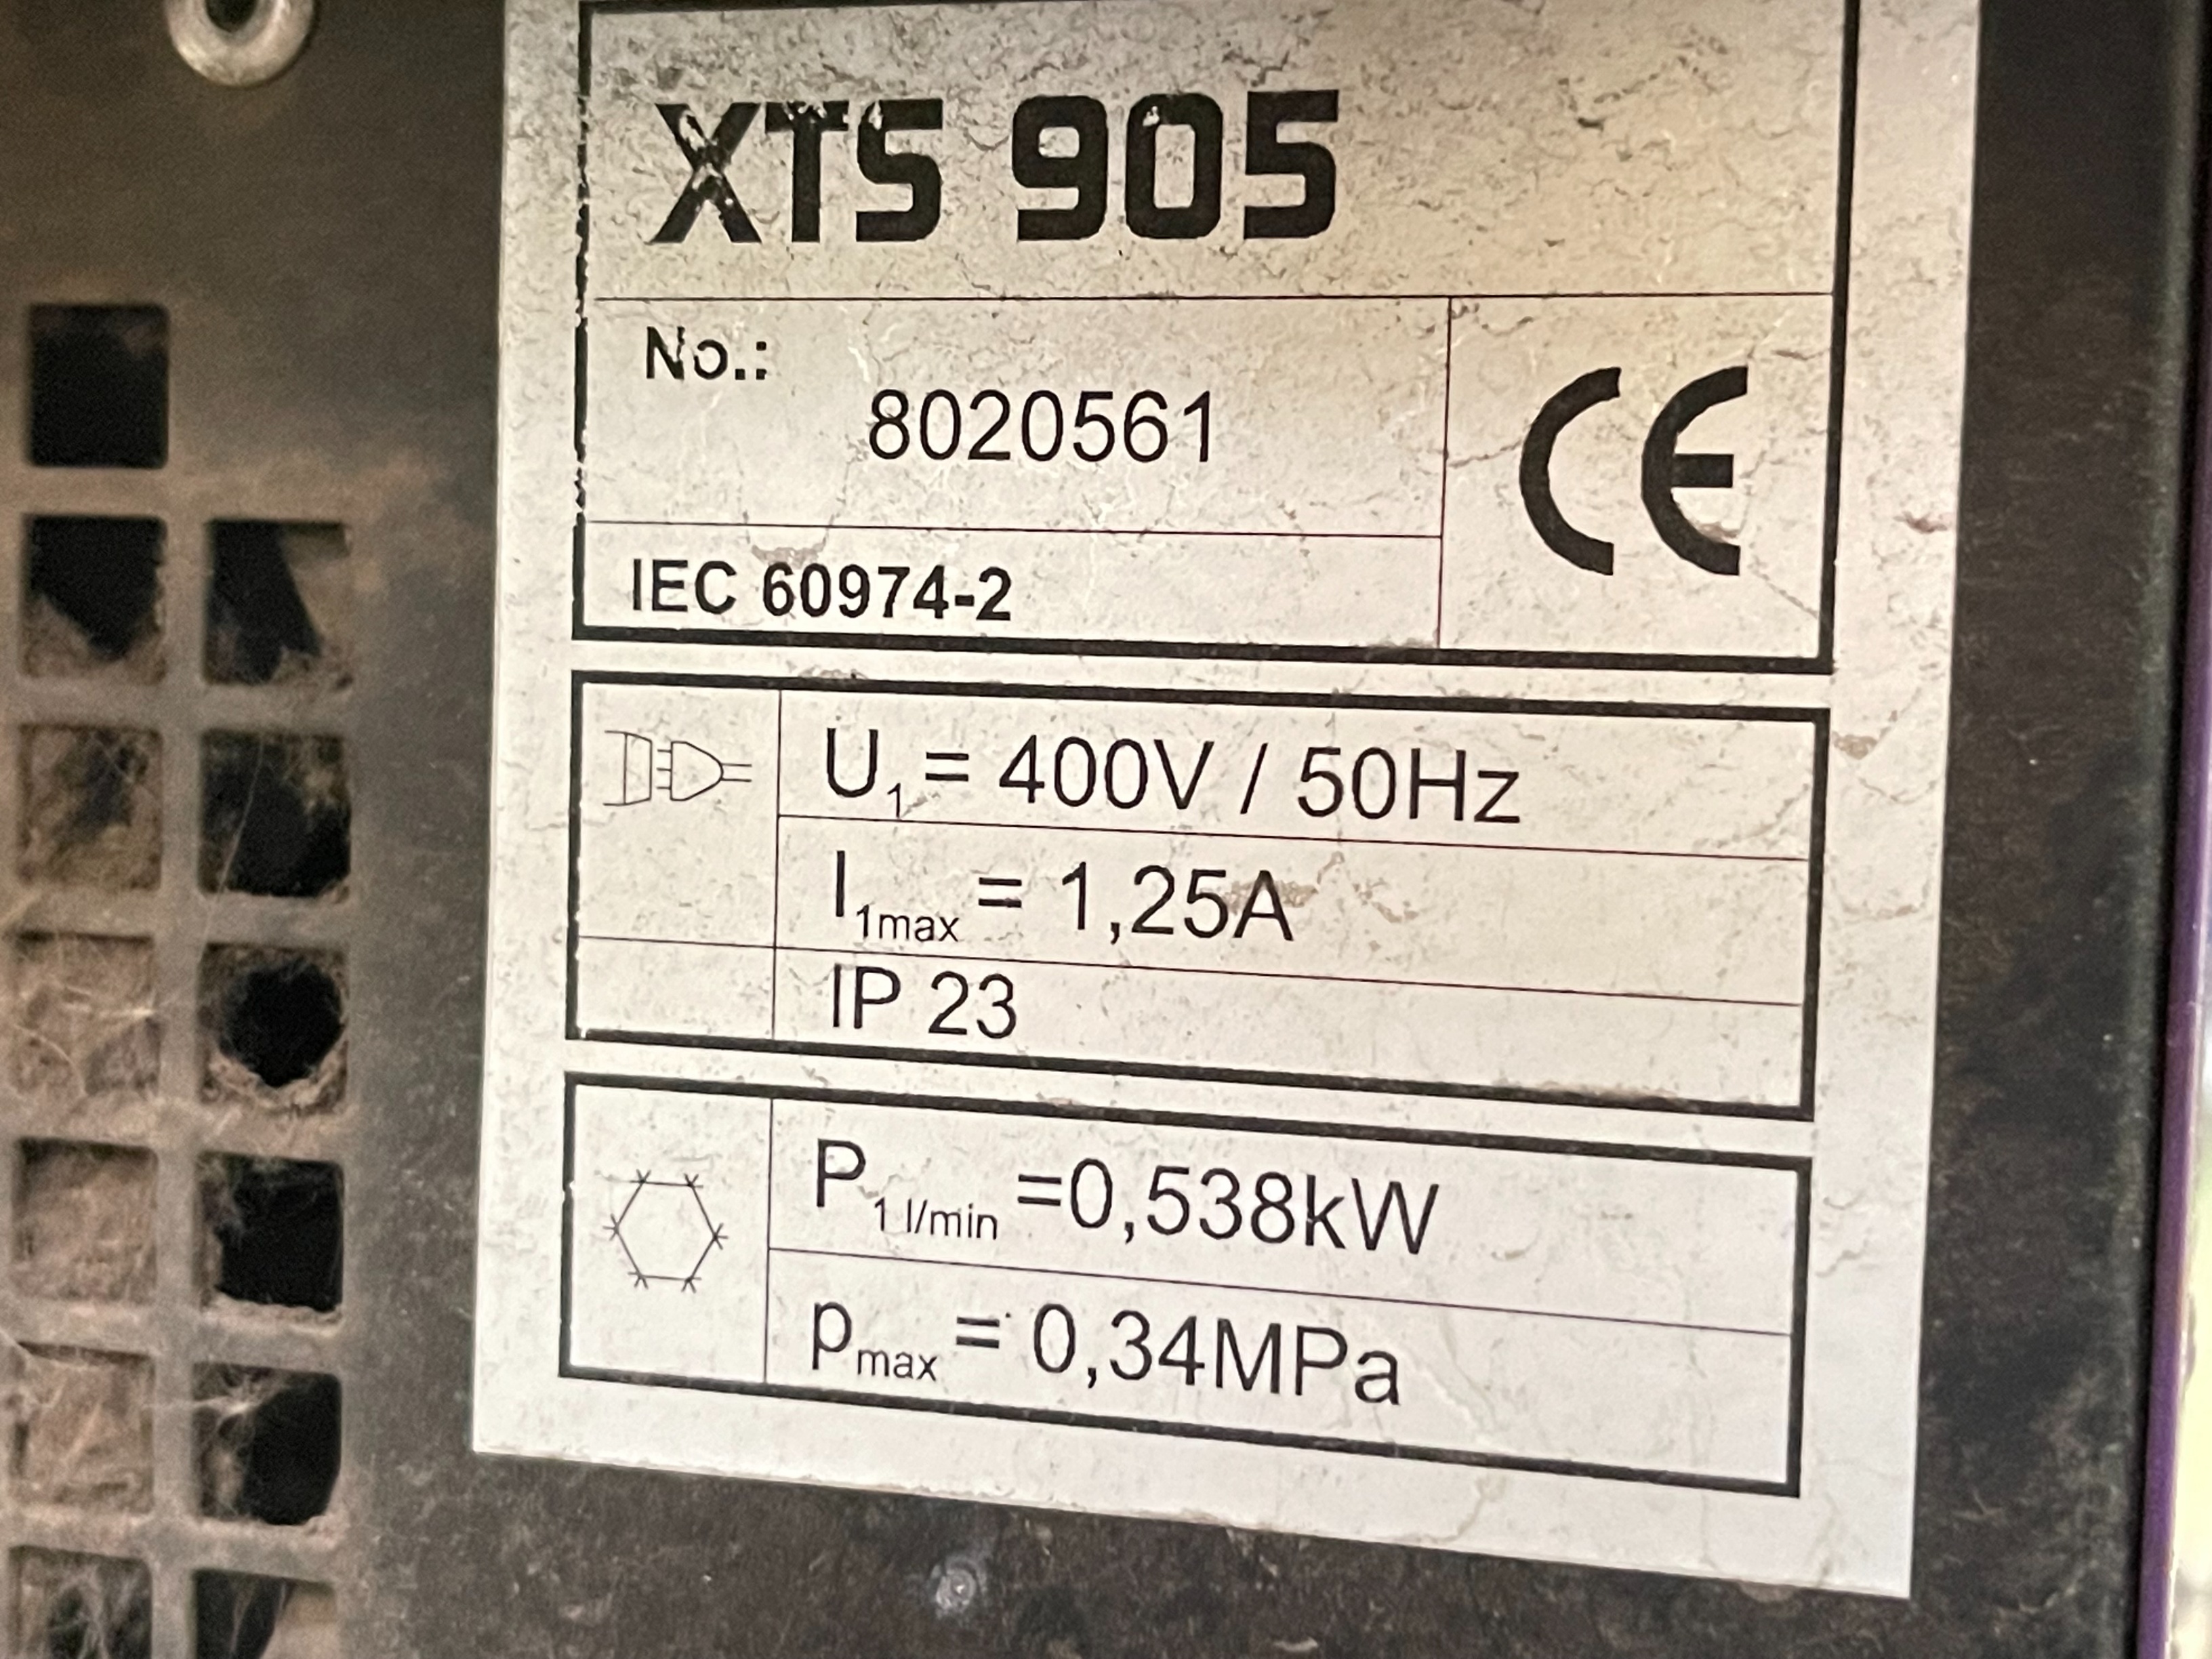 XTS 905
No.:
8020561
CE
IEC 60974-2
U1 = 400V / 50Hz
I1max = 1,25A
IP 23
P1 l/min =0,538kW
pmax = 0,34MPa